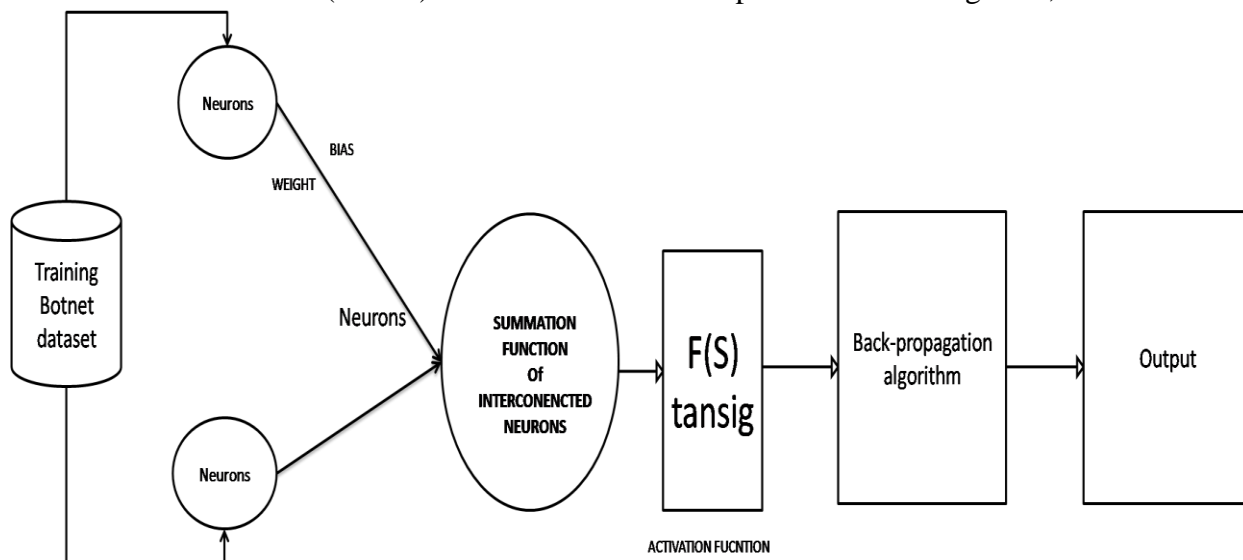 Neurons
BIAS
WEIGHT
Training
Botnet
dataset
Neurons
SUMMATION
FUNCTION
Of
INTERCONENCTED
NEURONS
F(S)
tansig
Back-propagation
algorithm
Output
Neurons
ACTIVATION FUCNTION